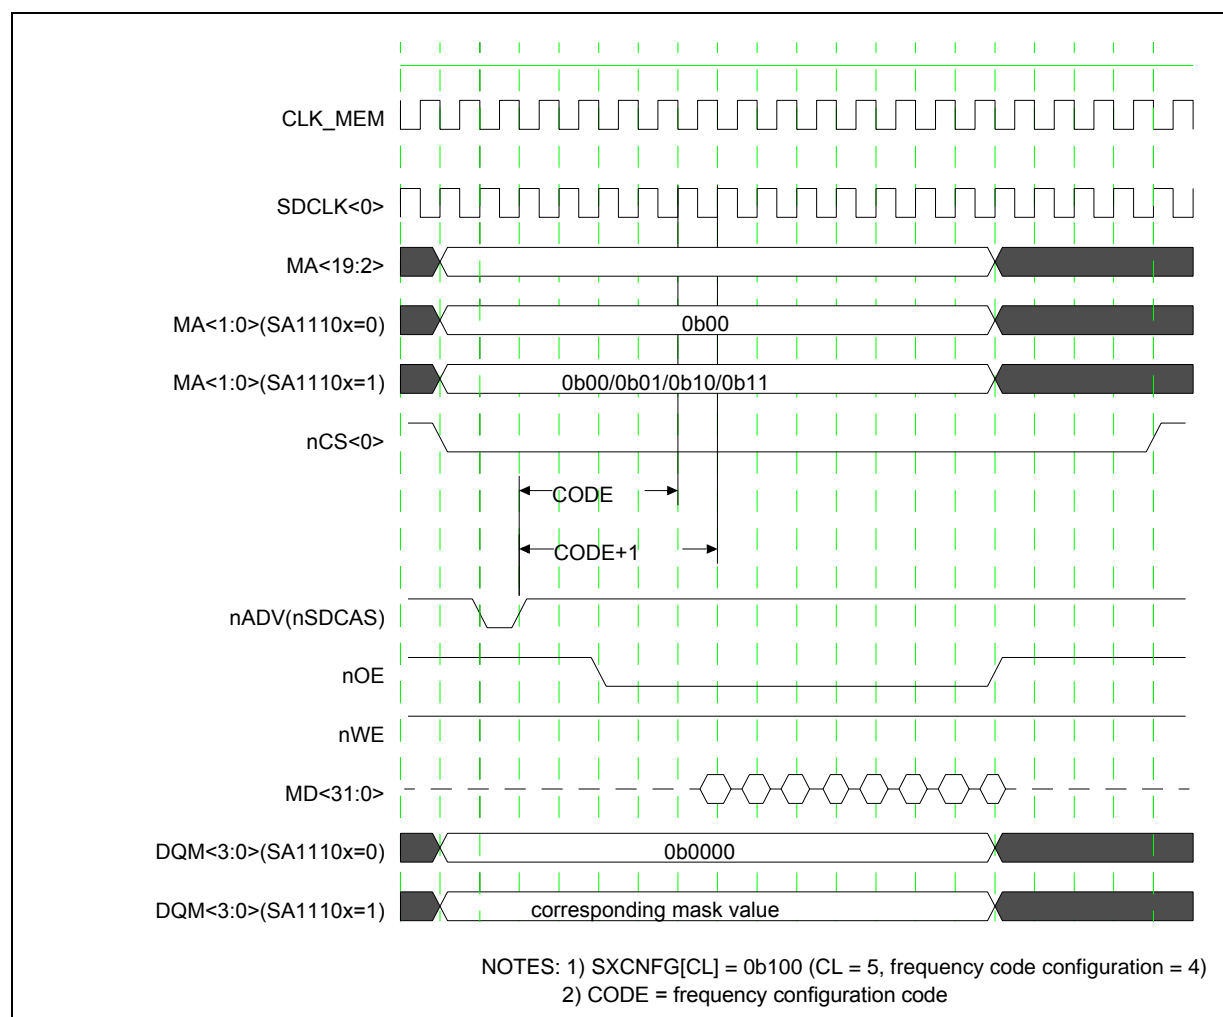 CLK_MEM
SDCLK<0>
MA<19:2>
MA<1:0>(SA1110x=0)
0b00
MA<1:0>(SA1110x=1)
0b00/0b01/0b10/0b11
nCS<0>
CODE
CODE+1
nADV(nSDCAS)
nOE
nWE
MD<31:0>
DQM<3:0>(SA1110x=0)
0b0000
DQM<3:0>(SA1110x=1)
corresponding mask value
NOTES: 1) SXCNFG[CL] = 0b100 (CL = 5, frequency code configuration = 4)
2) CODE = frequency configuration code